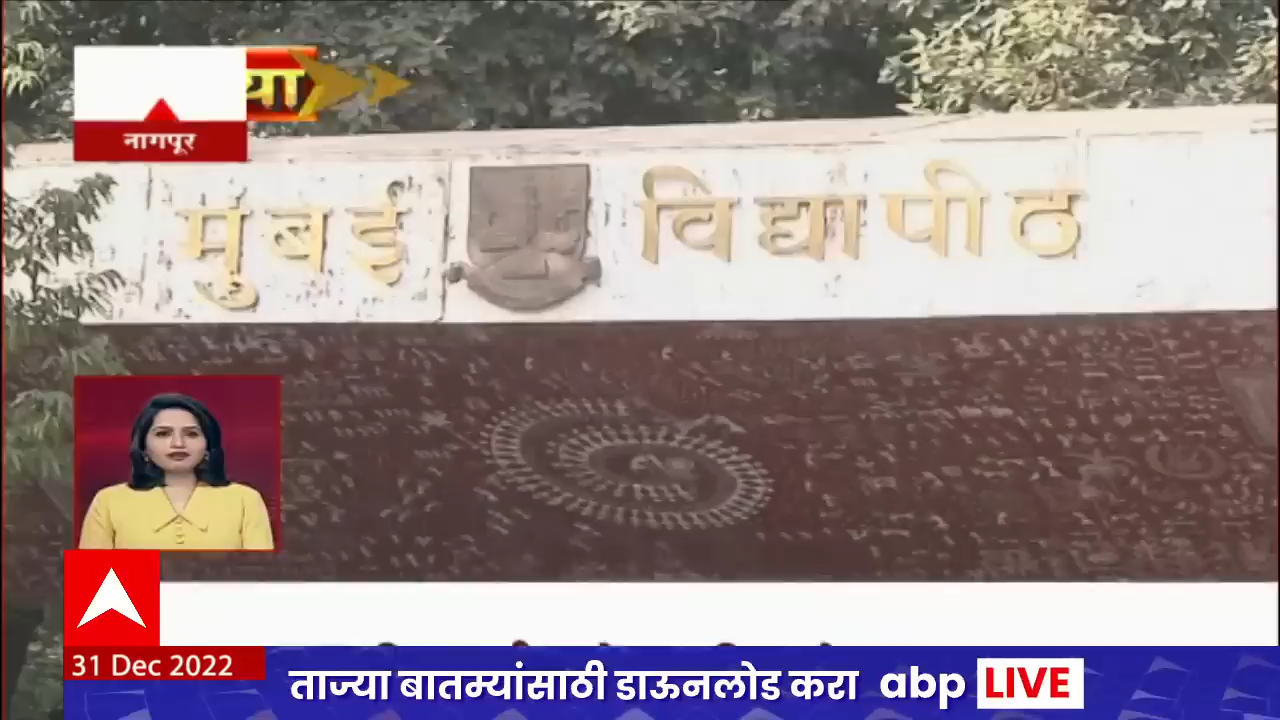 या
नागपूर
मुंबई विद्यापीठ
31 Dec 2022
ताज्या बातम्यांसाठी डाऊनलोड करा abp LIVE